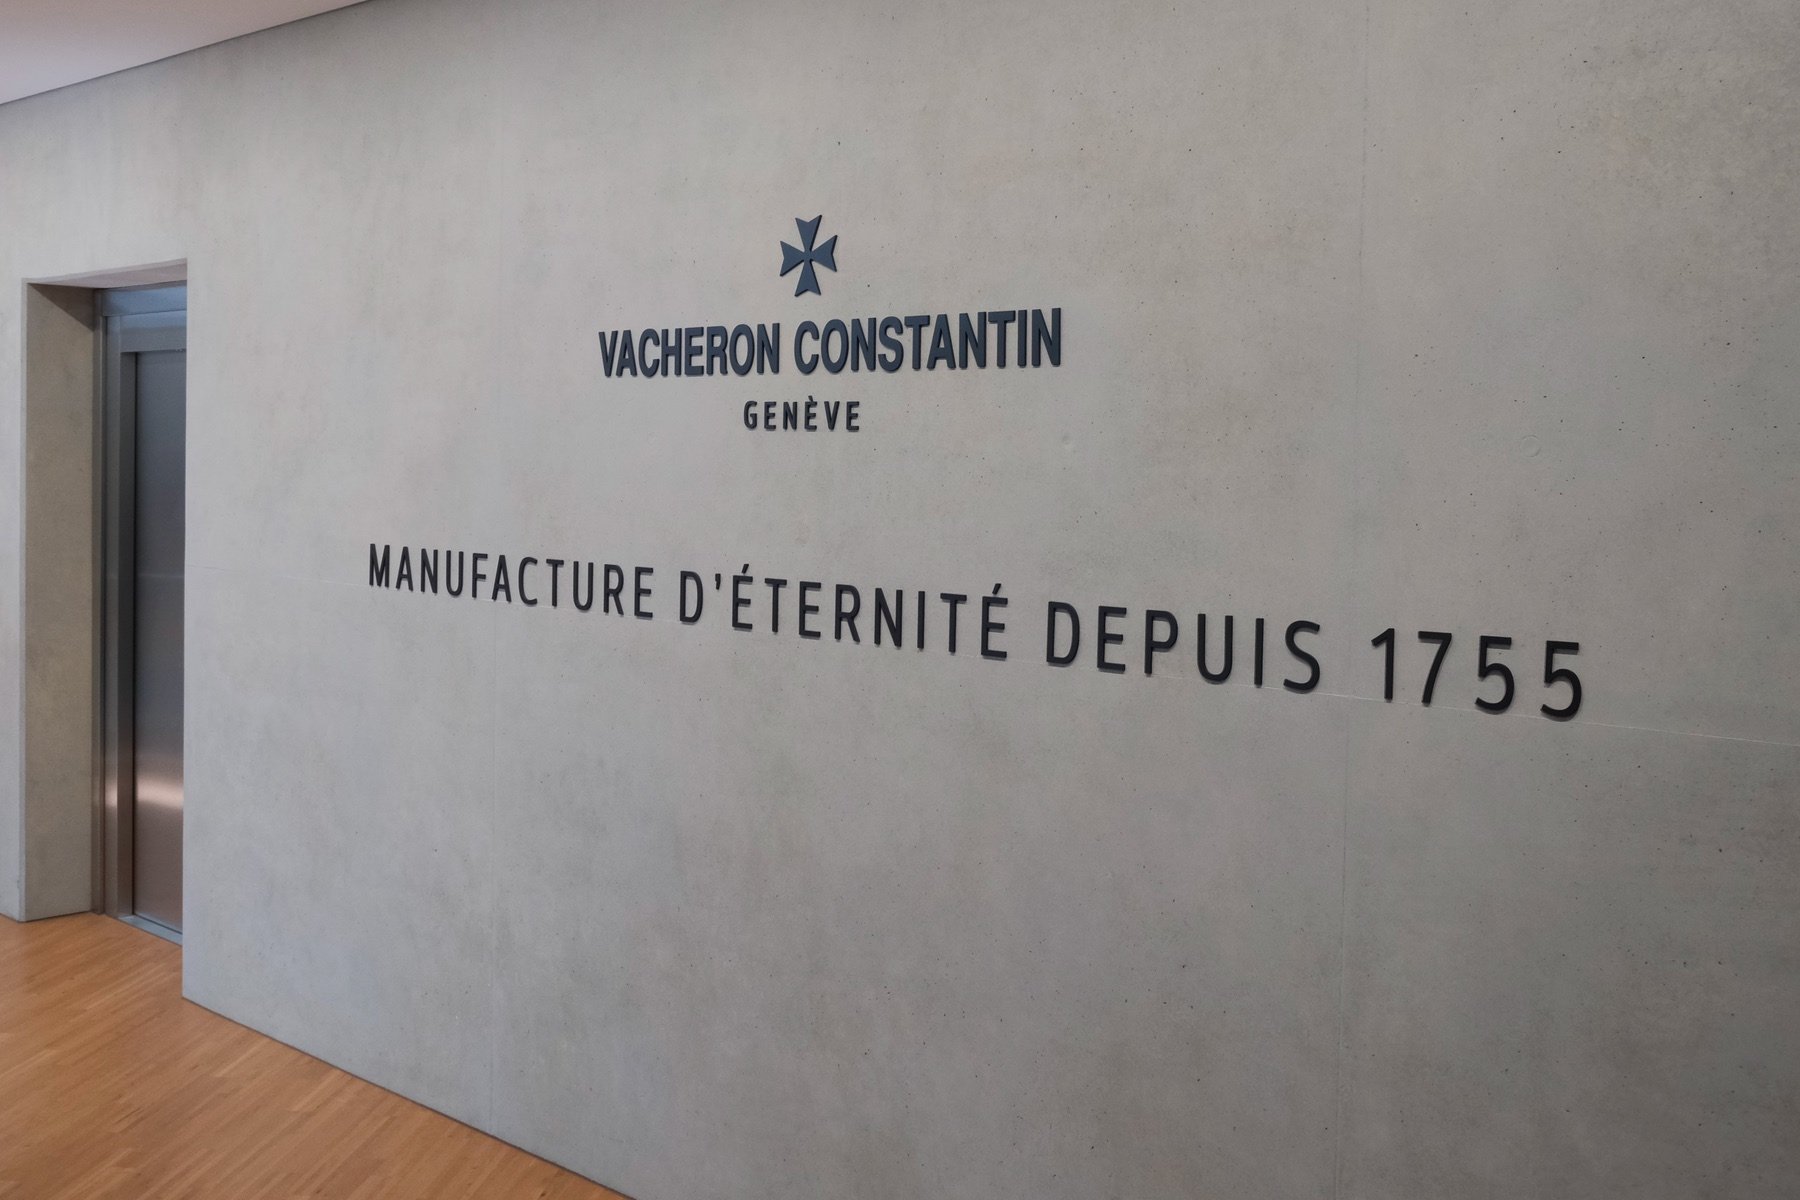 VACHERON CONSTANTIN
GENÈVE
MANUFACTURE D'ÉTERNITÉ DEPUIS 1755